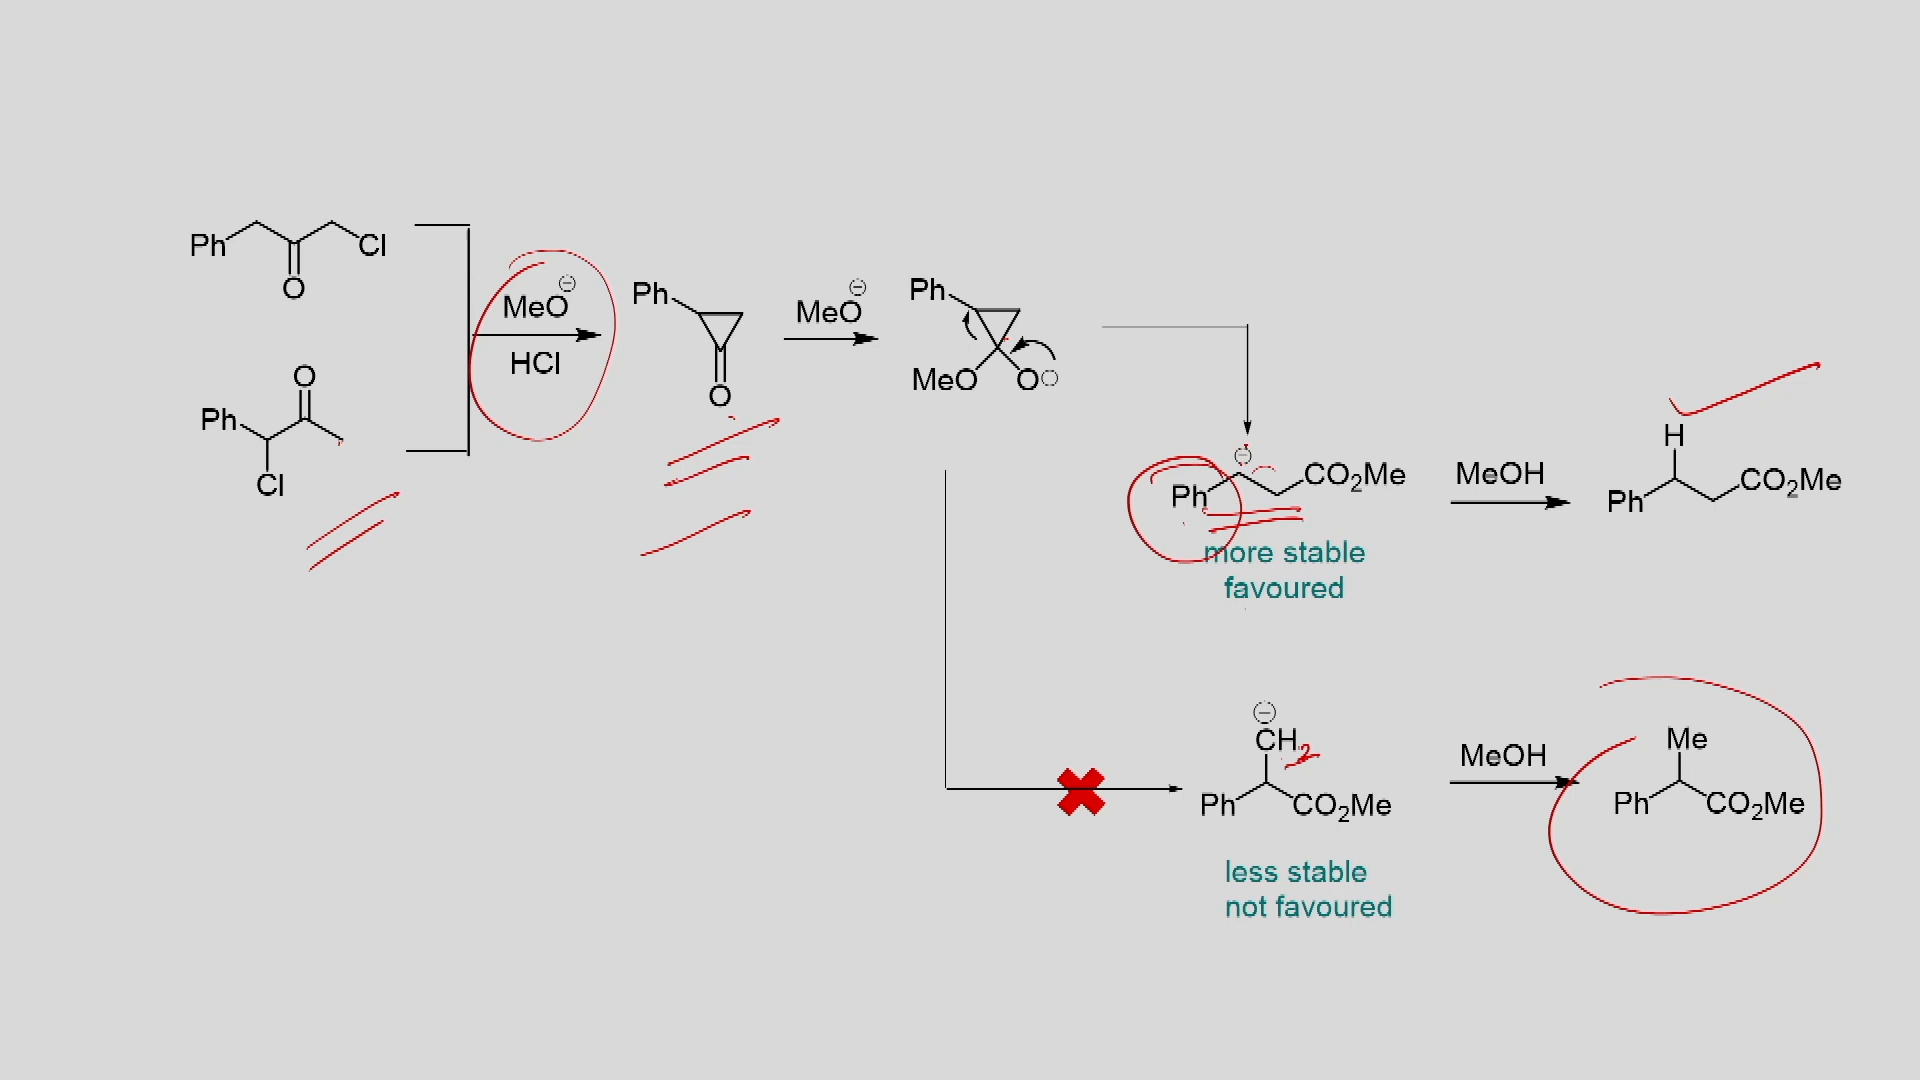 Ph
Cl
O
O
Ph
Cl
MeO⊖
HCl
Ph
O
MeO⊖
Ph
MeO
O
⊖
Ph
CO2Me
more stable
favoured
MeOH
H
Ph
CO2Me
⊖
CH2
Ph
CO2Me
less stable
not favoured
MeOH
Me
Ph
CO2Me